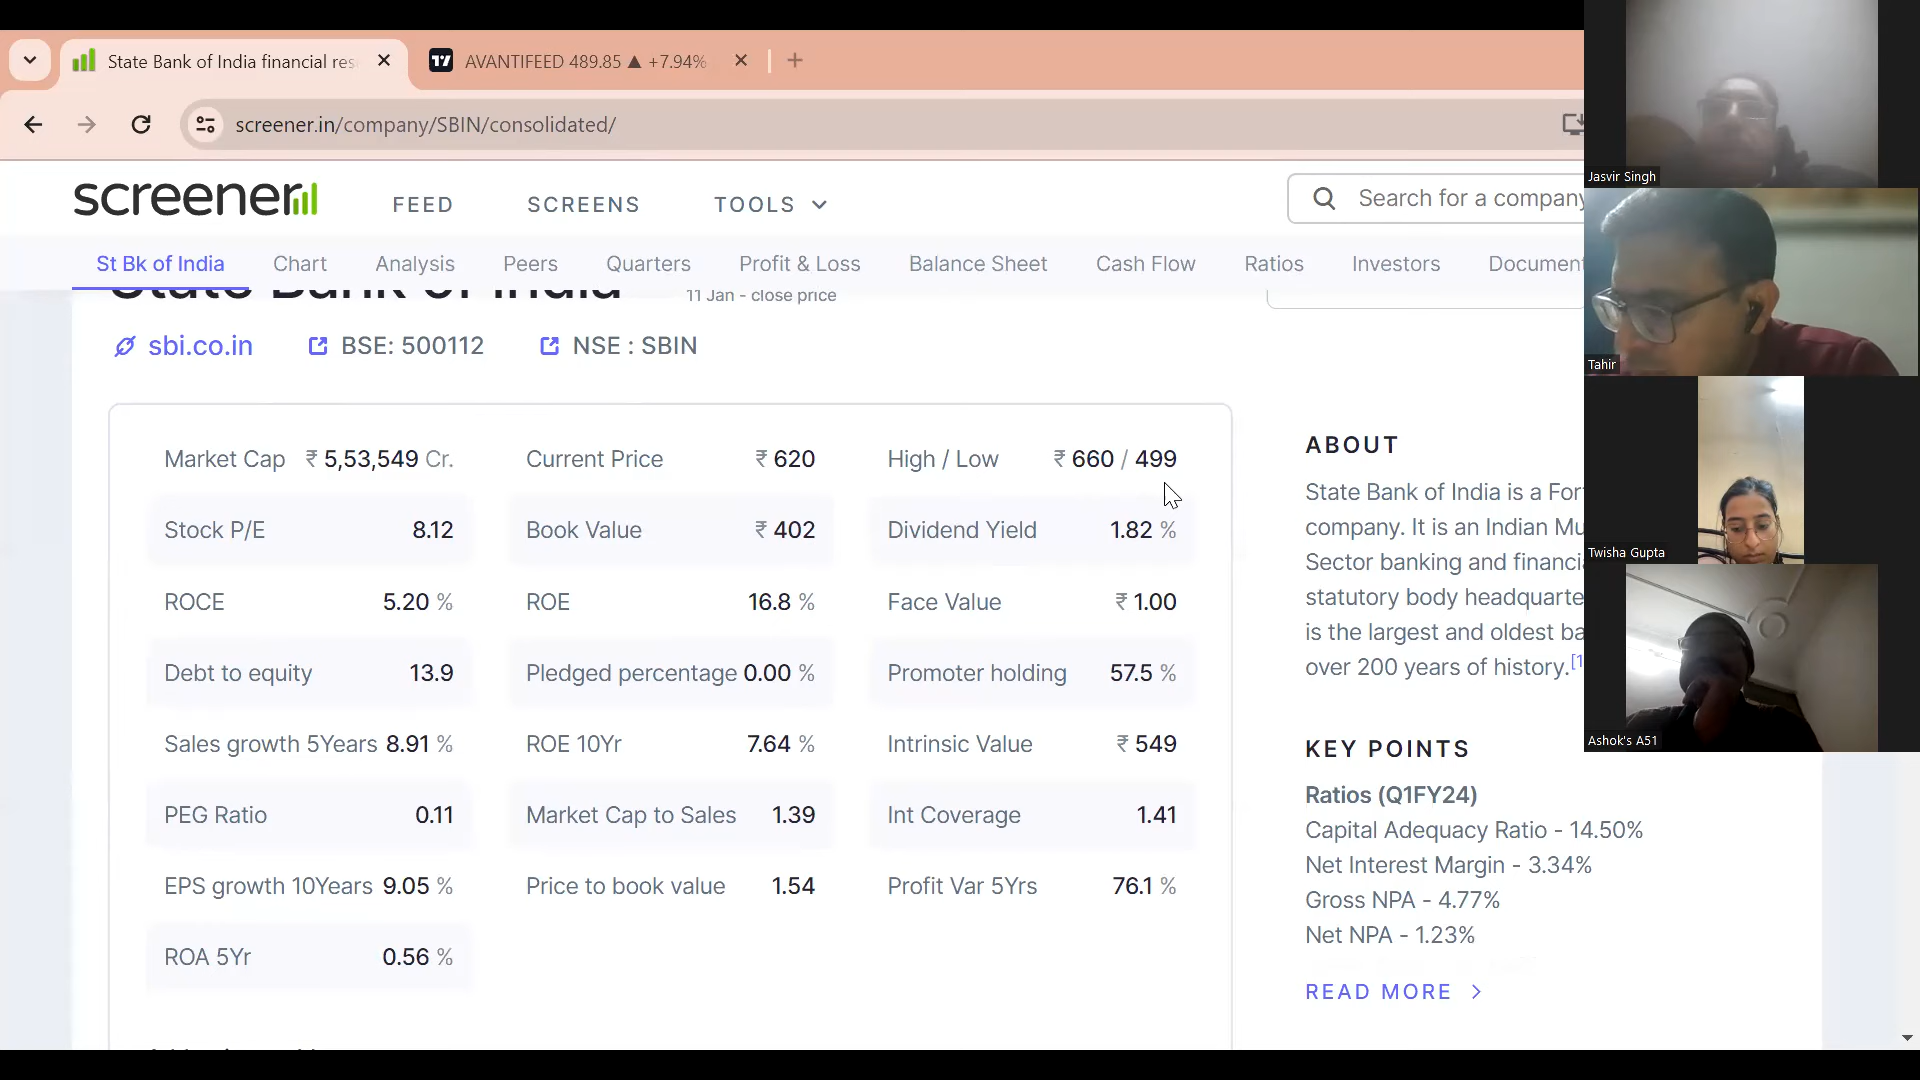 State Bank of India financial res
AVANTIFEED 489.85 ▲ +7.94%
screener.in/company/SBIN/consolidated/
screener
FEED
SCREENS
TOOLS
Search for a company
St Bk of India
Chart
Analysis
Peers
Quarters
Profit & Loss
Balance Sheet
Cash Flow
Ratios
Investors
Document
State Bank of India
11 Jan - close price
sbi.co.in
BSE: 500112
NSE : SBIN
Market Cap ₹ 5,53,549 Cr.
Current Price ₹ 620
High / Low ₹ 660 / 499
Stock P/E 8.12
Book Value ₹ 402
Dividend Yield 1.82 %
ROCE 5.20 %
ROE 16.8 %
Face Value ₹ 1.00
Debt to equity 13.9
Pledged percentage 0.00 %
Promoter holding 57.5 %
Sales growth 5Years 8.91 %
ROE 10Yr 7.64 %
Intrinsic Value ₹ 549
PEG Ratio 0.11
Market Cap to Sales 1.39
Int Coverage 1.41
EPS growth 10Years 9.05 %
Price to book value 1.54
Profit Var 5Yrs 76.1 %
ROA 5Yr 0.56 %
ABOUT
State Bank of India is a For
company. It is an Indian Mu
Sector banking and financi
statutory body headquarte
is the largest and oldest ba
over 200 years of history.[1
KEY POINTS
Ratios (Q1FY24)
Capital Adequacy Ratio - 14.50%
Net Interest Margin - 3.34%
Gross NPA - 4.77%
Net NPA - 1.23%
READ MORE
Jasvir Singh
Tahir
Twisha Gupta
Ashok's A51